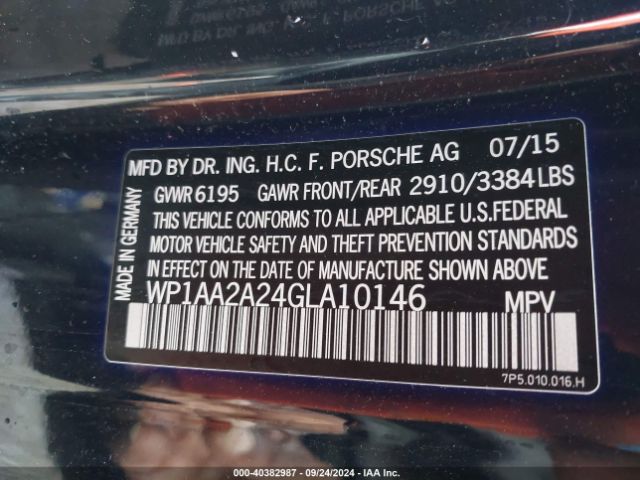 MFD BY DR. ING. H.C. F. PORSCHE AG 07/15
GVWR 6195 GAWR FRONT/REAR 2910/3384 LBS
THIS VEHICLE CONFORMS TO ALL APPLICABLE U.S.FEDERAL
MOTOR VEHICLE SAFETY AND THEFT PREVENTION STANDARDS
IN EFFECT ON THE DATE OF MANUFACTURE SHOWN ABOVE
WP1AA2A24GLA10146 MPV
MADE IN GERMANY
7P5.010.016.H
000-40382987 - 09/24/2024 - IAA Inc.